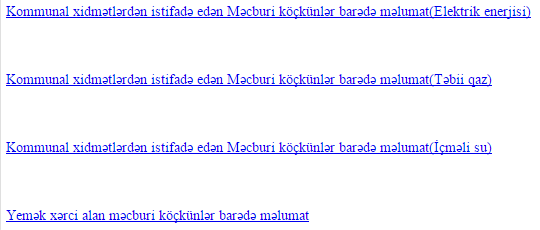 Kommunal xidmətlərdən istifadə edən Məcburi köçkünlər barədə məlumat(Elektrik enerjisi)
Kommunal xidmətlərdən istifadə edən Məcburi köçkünlər barədə məlumat(Təbii qaz)
Kommunal xidmətlərdən istifadə edən Məcburi köçkünlər barədə məlumat(İçməli su)
Yemək xərci alan məcburi köçkünlər barədə məlumat